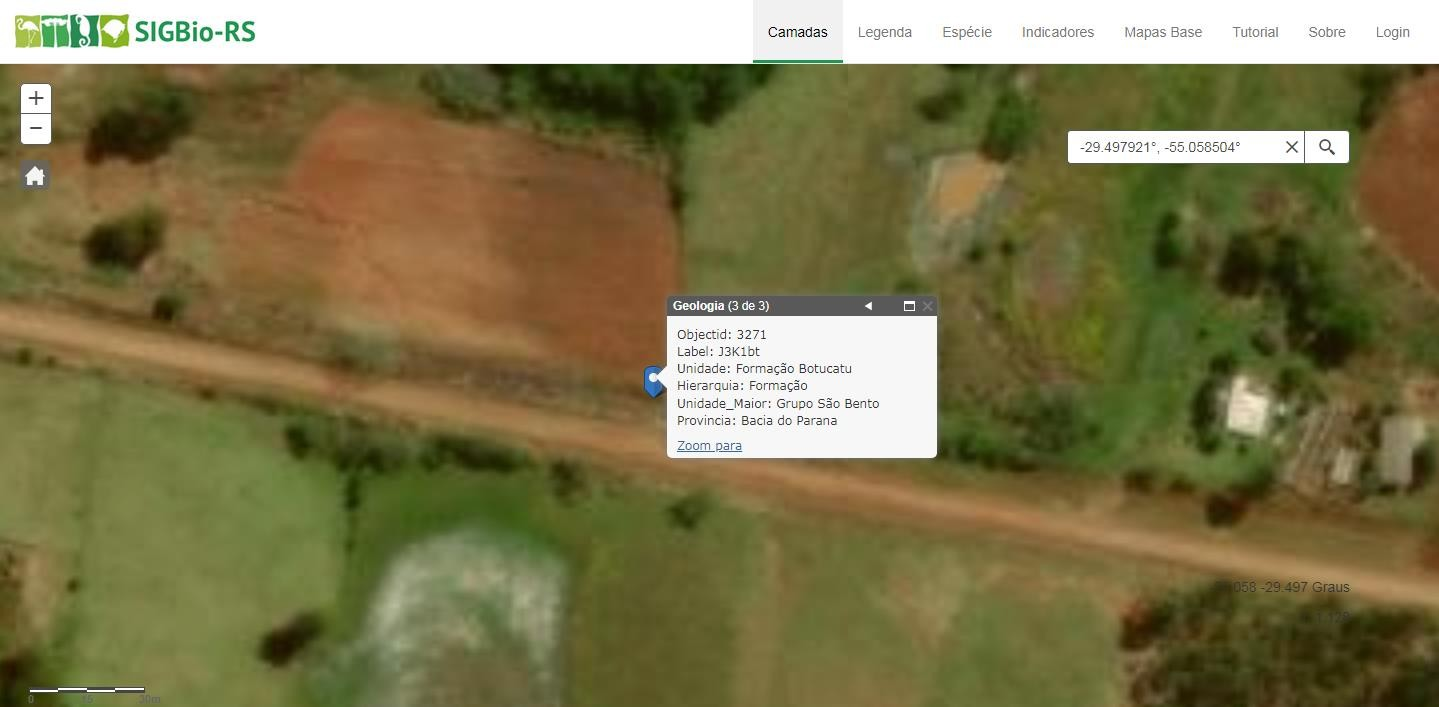 SIGBio-RS
Camadas
Legenda
Espécie
Indicadores
Mapas Base
Tutorial
Sobre
Login
+
−
-29.497921°, -55.058504°
Geologia (3 de 3)
Objectid: 3271
Label: J3K1bt
Unidade: Formação Botucatu
Hierarquia: Formação
Unidade_Maior: Grupo São Bento
Provincia: Bacia do Parana
Zoom para
-29.497 Graus
0 15 30m